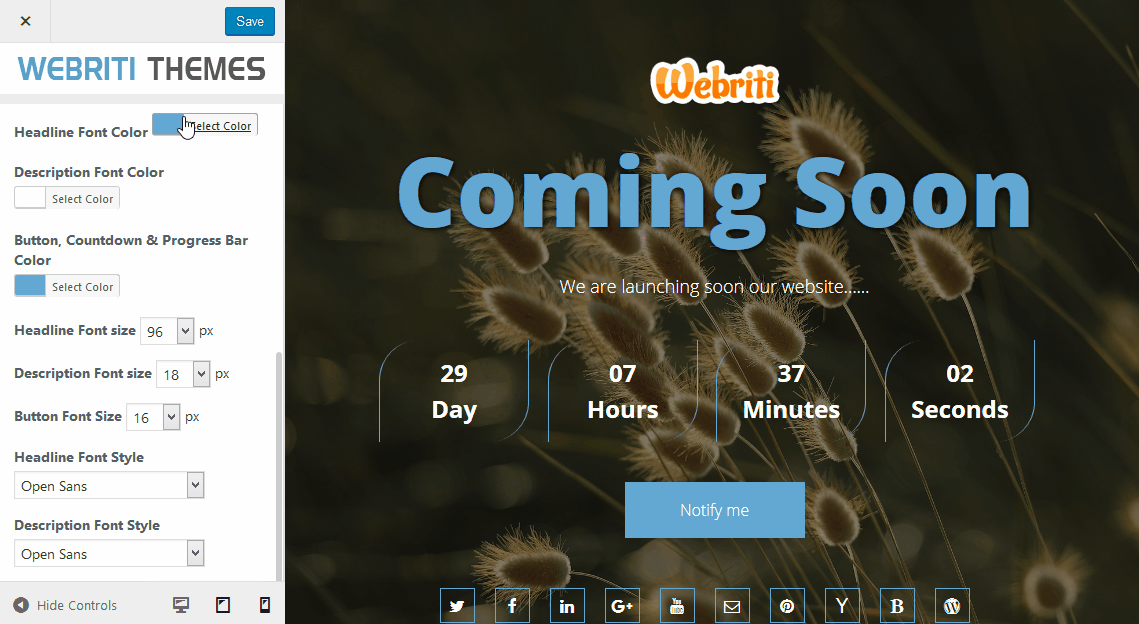 Save
WEBRITI THEMES
Headline Font Color
Select Color
Description Font Color
Select Color
Button, Countdown & Progress Bar
Color
Select Color
Headline Font size 96 px
Description Font size 18 px
Button Font Size 16 px
Headline Font Style
Open Sans
Description Font Style
Open Sans
Hide Controls
Webriti
Coming Soon
We are launching soon our website......
29 07 37 02
Day Hours Minutes Seconds
Notify me
f in G+ You Tube Y B W